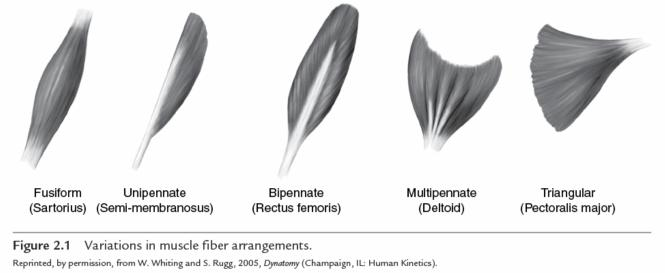 Fusiform Unipennate Bipennate Multipennate Triangular
(Sartorius) (Semi-membranosus) (Rectus femoris) (Deltoid) (Pectoralis major)
Figure 2.1 Variations in muscle fiber arrangements.
Reprinted, by permission, from W. Whiting and S. Rugg, 2005, Dynatomy (Champaign, IL: Human Kinetics).